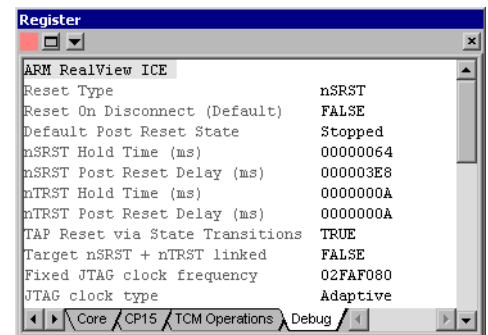 Register
ARM RealView ICE
Reset Type nSRST
Reset On Disconnect (Default) FALSE
Default Post Reset State Stopped
nSRST Hold Time (ms) 00000064
nSRST Post Reset Delay (ms) 000003E8
nTRST Hold Time (ms) 0000000A
nTRST Post Reset Delay (ms) 0000000A
TAP Reset via State Transitions TRUE
Target nSRST + nTRST linked FALSE
Fixed JTAG clock frequency 02FAF080
JTAG clock type Adaptive
Core CP15 TCM Operations Debug